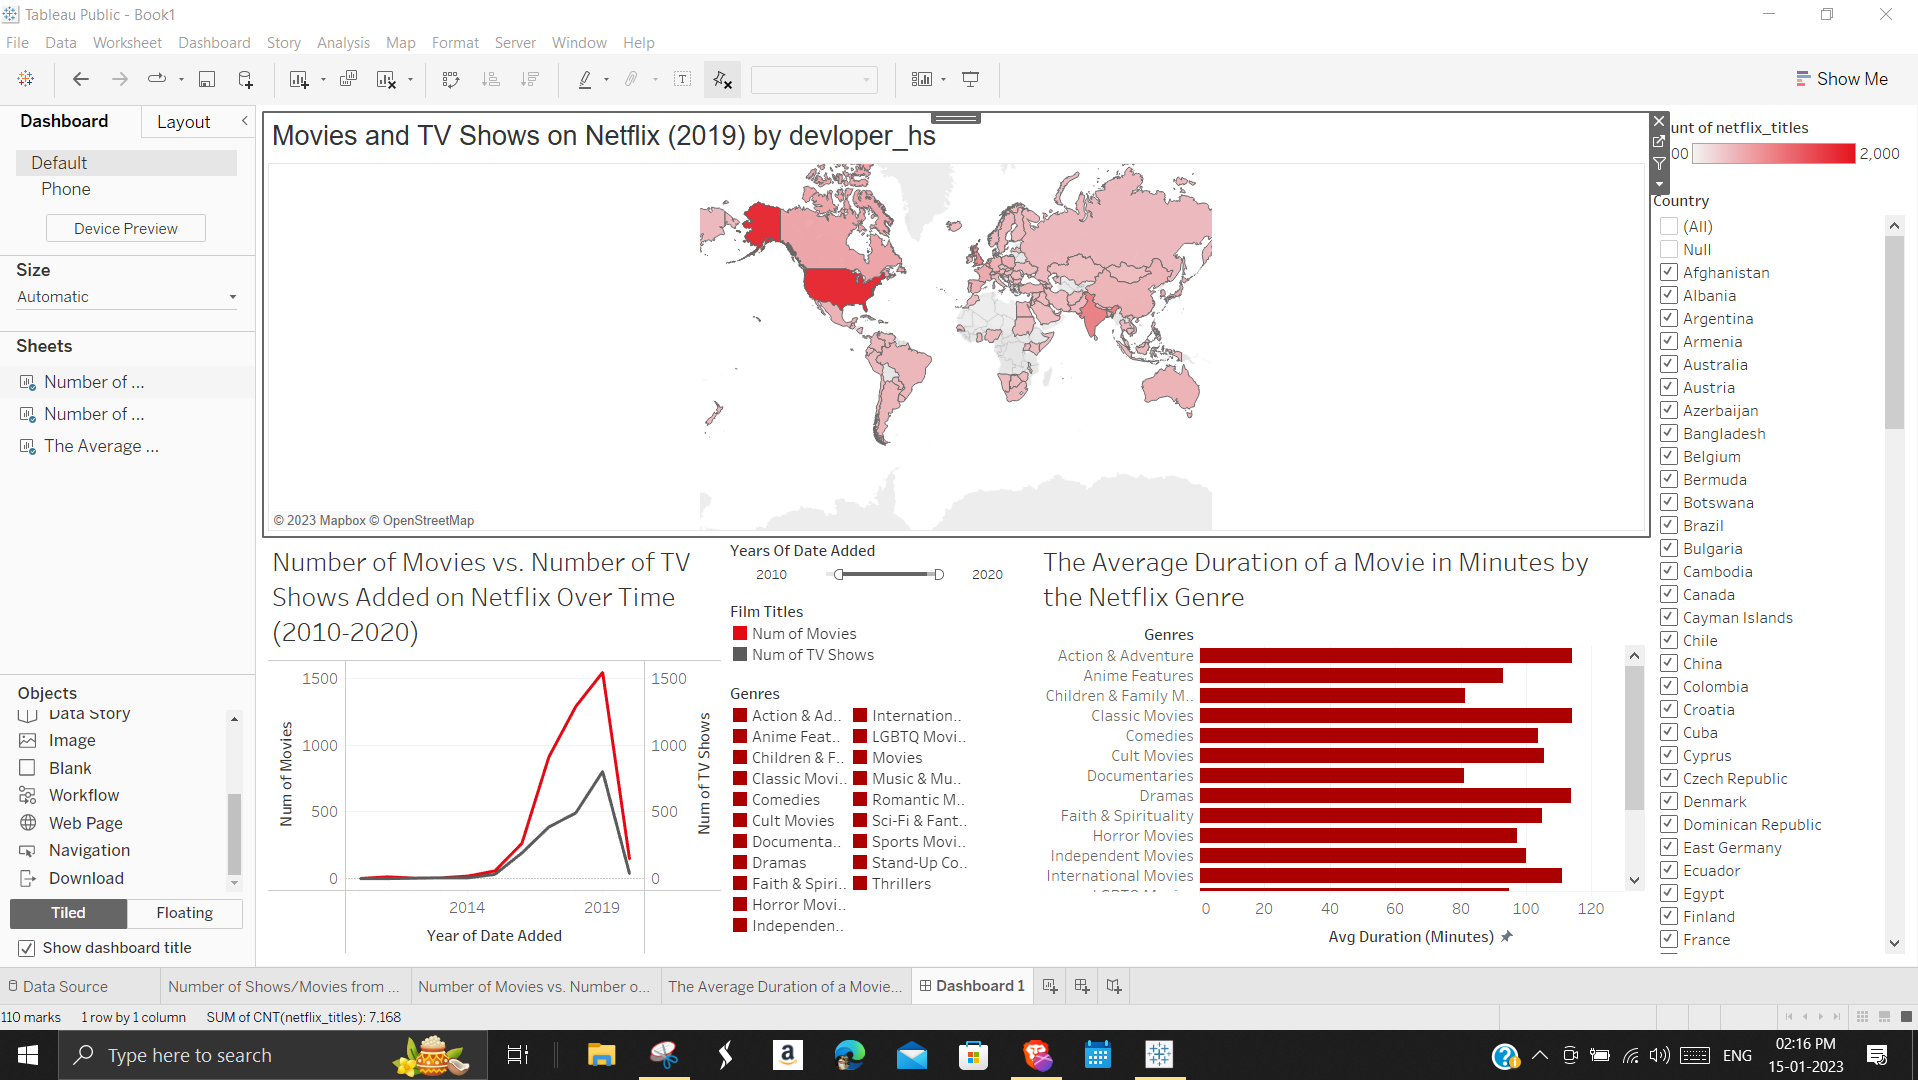 Tableau Public - Book1
File Data Worksheet Dashboard Story Analysis Map Format Server Window Help
Show Me
Dashboard Layout
Default
Phone
Device Preview
Size
Automatic
Sheets
Number of ...
Number of ...
The Average ...
Objects
Data Story
Image
Blank
Workflow
Web Page
Navigation
Download
Tiled Floating
Show dashboard title
Movies and TV Shows on Netflix (2019) by devloper_hs
© 2023 Mapbox © OpenStreetMap
unt of netflix_titles
00 2,000
Country
(All)
Null
Afghanistan
Albania
Argentina
Armenia
Australia
Austria
Azerbaijan
Bangladesh
Belgium
Bermuda
Botswana
Brazil
Bulgaria
Cambodia
Canada
Cayman Islands
Chile
China
Colombia
Croatia
Cuba
Cyprus
Czech Republic
Denmark
Dominican Republic
East Germany
Ecuador
Egypt
Finland
France
Number of Movies vs. Number of TV
Shows Added on Netflix Over Time
(2010-2020)
Num of Movies
1500
1000
500
0
1500
1000
500
0
Num of TV Shows
2014 2019
Year of Date Added
Years Of Date Added
2010 2020
Film Titles
Num of Movies
Num of TV Shows
Genres
Action & Ad..
Anime Feat..
Children & F..
Classic Movi..
Comedies
Cult Movies
Documenta..
Dramas
Faith & Spiri..
Horror Movi..
Independen..
Internation..
LGBTQ Movi..
Movies
Music & Mu..
Romantic M..
Sci-Fi & Fant..
Sports Movi..
Stand-Up Co..
Thrillers
The Average Duration of a Movie in Minutes by
the Netflix Genre
Genres
Action & Adventure
Anime Features
Children & Family M..
Classic Movies
Comedies
Cult Movies
Documentaries
Dramas
Faith & Spirituality
Horror Movies
Independent Movies
International Movies
0 20 40 60 80 100 120
Avg Duration (Minutes)
Data Source
Number of Shows/Movies from ...
Number of Movies vs. Number o...
The Average Duration of a Movie...
Dashboard 1
110 marks 1 row by 1 column SUM of CNT(netflix_titles): 7,168
Type here to search
a
ENG
02:16 PM
15-01-2023